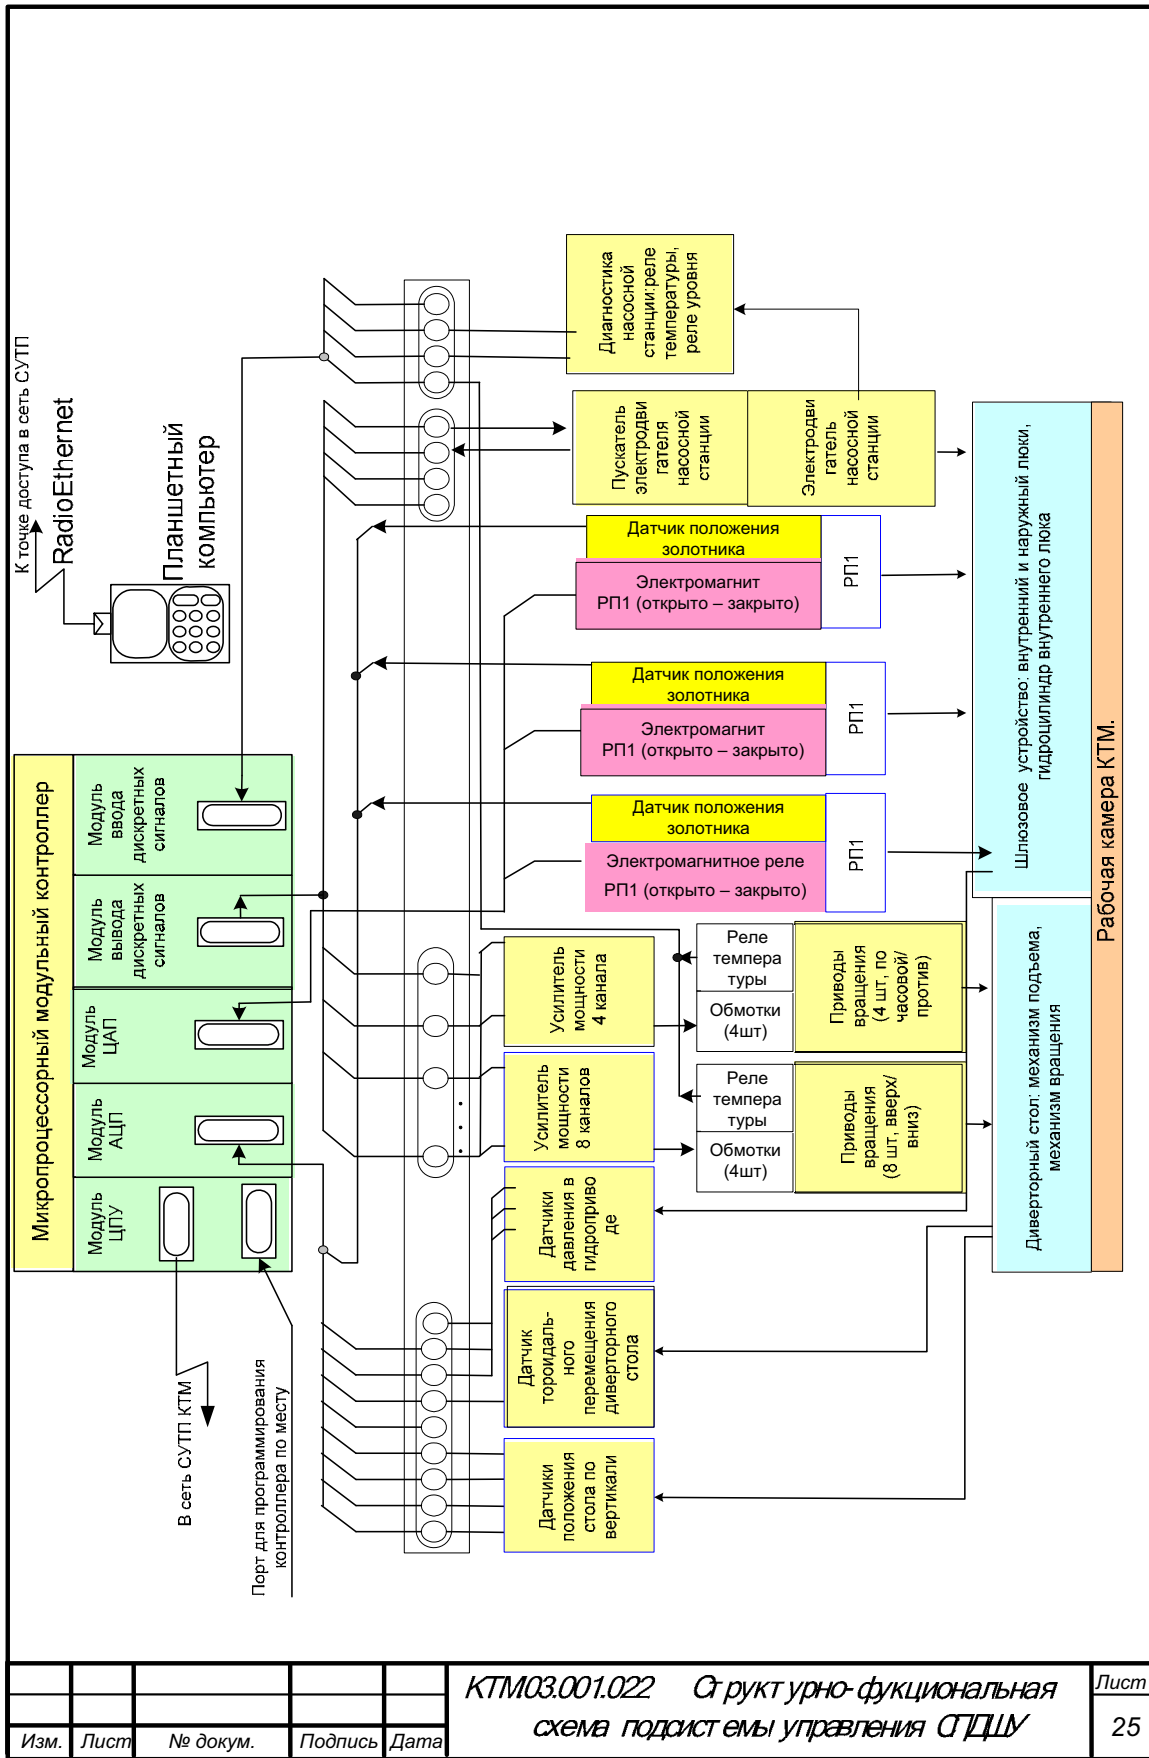 К точке доступа в сеть СУТП
RadioEthernet
Планшетный
компьютер
Микропроцессорный модульный контроллер
Модуль
ввода
дискретных
сигналов
Модуль
вывода
дискретных
сигналов
Модуль
ЦАП
Модуль
АЦП
Модуль
ЦПУ
В сеть СУТП КТМ
Порт для программирования
контроллера по месту
Диагностика
насосной
станции:реле
температуры,
реле уровня
Пускатель
электродви
гателя
насосной
станции
Электродви
гатель
насосной
станции
Датчик положения
золотника
Электромагнит
РП1 (открыто – закрыто)
РП1
Датчик положения
золотника
Электромагнит
РП1 (открыто – закрыто)
РП1
Датчик положения
золотника
Электромагнитное реле
РП1 (открыто – закрыто)
РП1
Усилитель
мощности
4 канала
Реле
темпера
туры
Обмотки
(4шт)
Приводы
вращения
(4 шт, по
часовой/
против)
Усилитель
мощности
8 каналов
Реле
темпера
туры
Обмотки
(4шт)
Приводы
вращения
(8 шт, вверх/
вниз)
Датчики
давления в
гидроприво
де
Датчик
тороидаль-
ного
перемещения
диверторного
стола
Датчики
положения
стола по
вертикали
Шлюзовое устройство: внутренний и наружный люки,
гидроцилиндр внутреннего люка
Диверторный стол: механизм подъема,
механизм вращения
Рабочая камера КТМ.
Изм.
Лист
№ докум.
Подпись
Дата
КТМ.03.001.022 Структурно-фукциональная
схема подсистемы управления СПДШУ
Лист
25